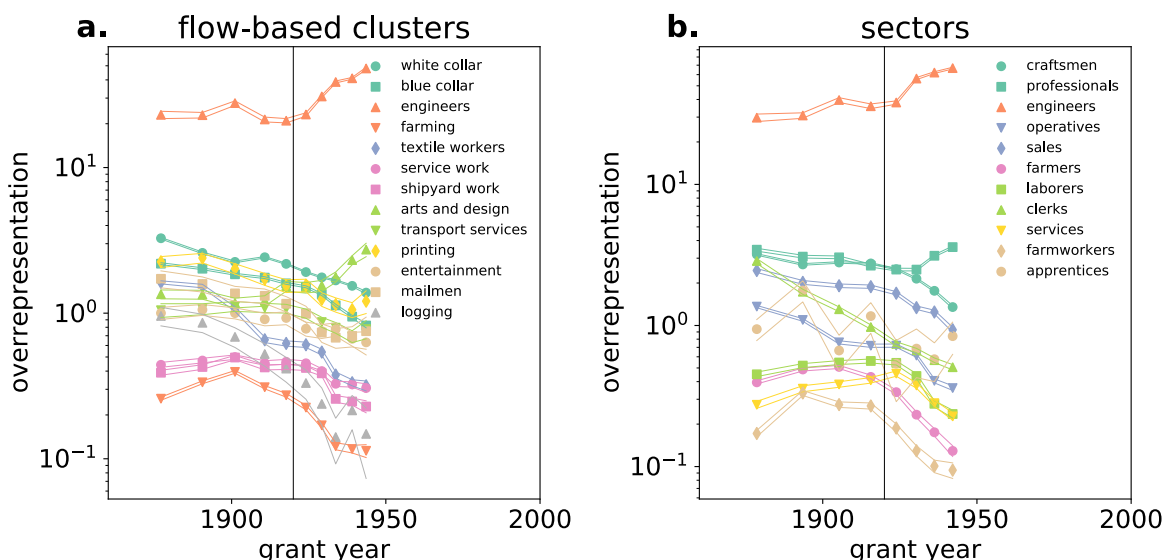 a. flow-based clusters
overrepresentation
10¹
10⁰
10⁻¹
white collar
blue collar
engineers
farming
textile workers
service work
shipyard work
arts and design
transport services
printing
entertainment
mailmen
logging
1900
1950
2000
grant year
b. sectors
overrepresentation
10¹
10⁰
10⁻¹
craftsmen
professionals
engineers
operatives
sales
farmers
laborers
clerks
services
farmworkers
apprentices
1900
1950
2000
grant year